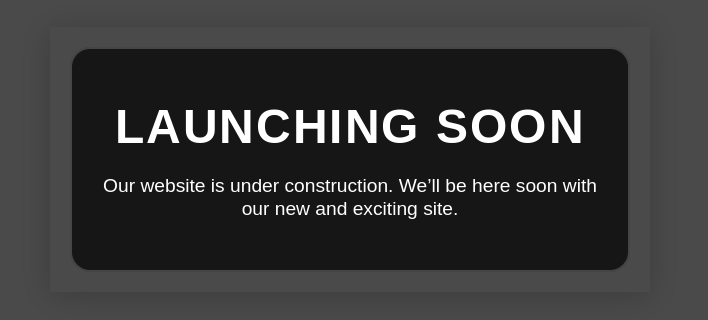 LAUNCHING SOON
Our website is under construction. We’ll be here soon with
our new and exciting site.